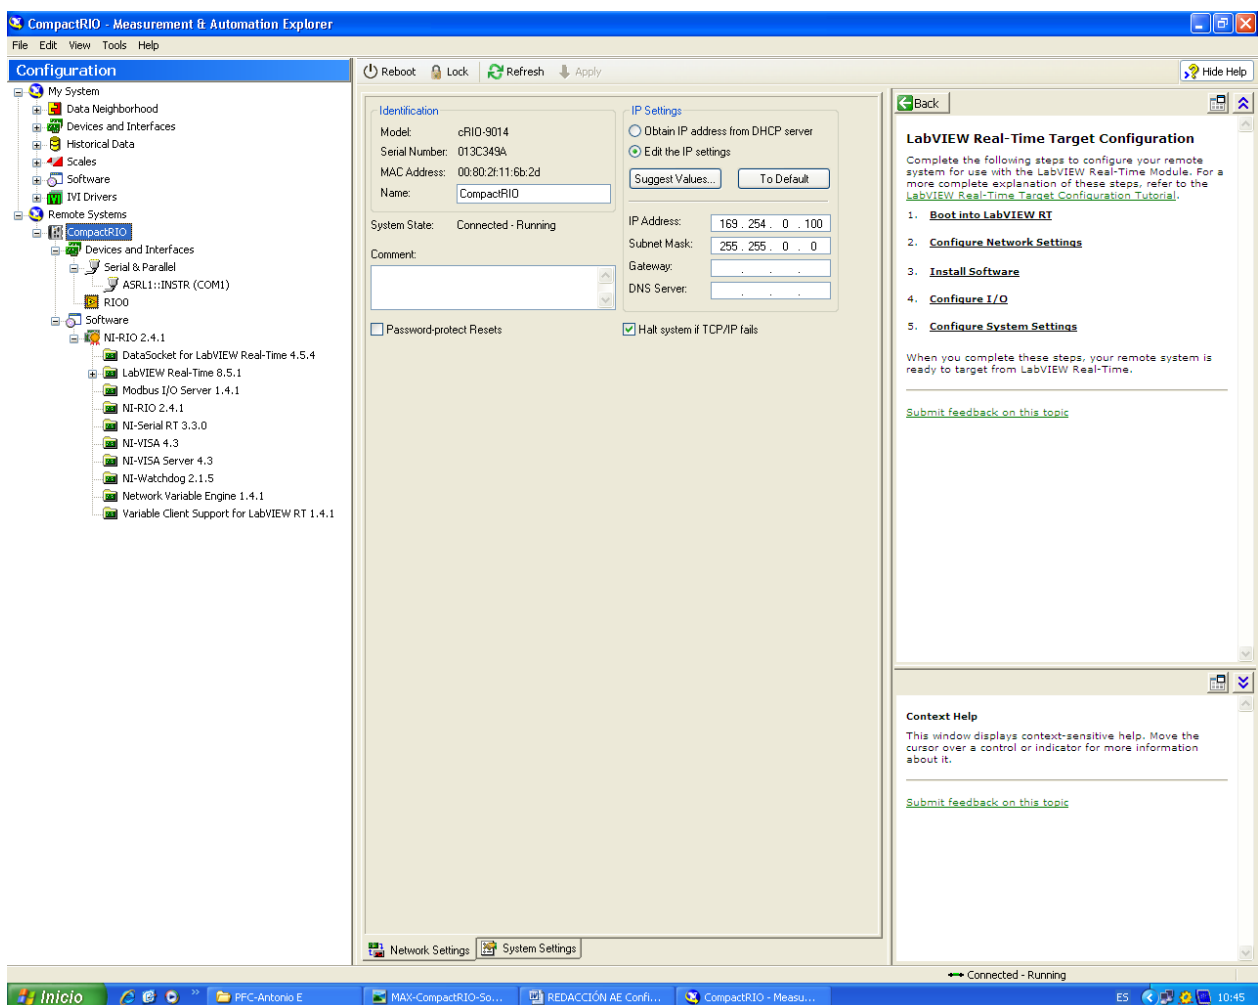 CompactRIO - Measurement & Automation Explorer
File Edit View Tools Help
Configuration
My System
Data Neighborhood
Devices and Interfaces
Historical Data
Scales
Software
IVI Drivers
Remote Systems
CompactRIO
Devices and Interfaces
Serial & Parallel
ASRL1::INSTR (COM1)
RIO0
Software
NI-RIO 2.4.1
DataSocket for LabVIEW Real-Time 4.5.4
LabVIEW Real-Time 8.5.1
Modbus I/O Server 1.4.1
NI-RIO 2.4.1
NI-Serial RT 3.3.0
NI-VISA 4.3
NI-VISA Server 4.3
NI-Watchdog 2.1.5
Network Variable Engine 1.4.1
Variable Client Support for LabVIEW RT 1.4.1
Reboot Lock Refresh Apply
Hide Help
Identification
Model: cRIO-9014
Serial Number: 013C349A
MAC Address: 00:80:2f:11:6b:2d
Name: CompactRIO
System State: Connected - Running
Comment:
Password-protect Resets
IP Settings
Obtain IP address from DHCP server
Edit the IP settings
Suggest Values... To Default
IP Address: 169 . 254 . 0 . 100
Subnet Mask: 255 . 255 . 0 . 0
Gateway: . . .
DNS Server: . . .
Halt system if TCP/IP fails
Network Settings System Settings
Back
LabVIEW Real-Time Target Configuration
Complete the following steps to configure your remote
system for use with the LabVIEW Real-Time Module. For a
more complete explanation of these steps, refer to the
LabVIEW Real-Time Target Configuration Tutorial.
1. Boot into LabVIEW RT
2. Configure Network Settings
3. Install Software
4. Configure I/O
5. Configure System Settings
When you complete these steps, your remote system is
ready to target from LabVIEW Real-Time.
Submit feedback on this topic
Context Help
This window displays context-sensitive help. Move the
cursor over a control or indicator for more information
about it.
Submit feedback on this topic
Connected - Running
Inicio PFC-Antonio E MAX-CompactRIO-So... REDACCIÓN AE Confi... CompactRIO - Measu... ES 10:45